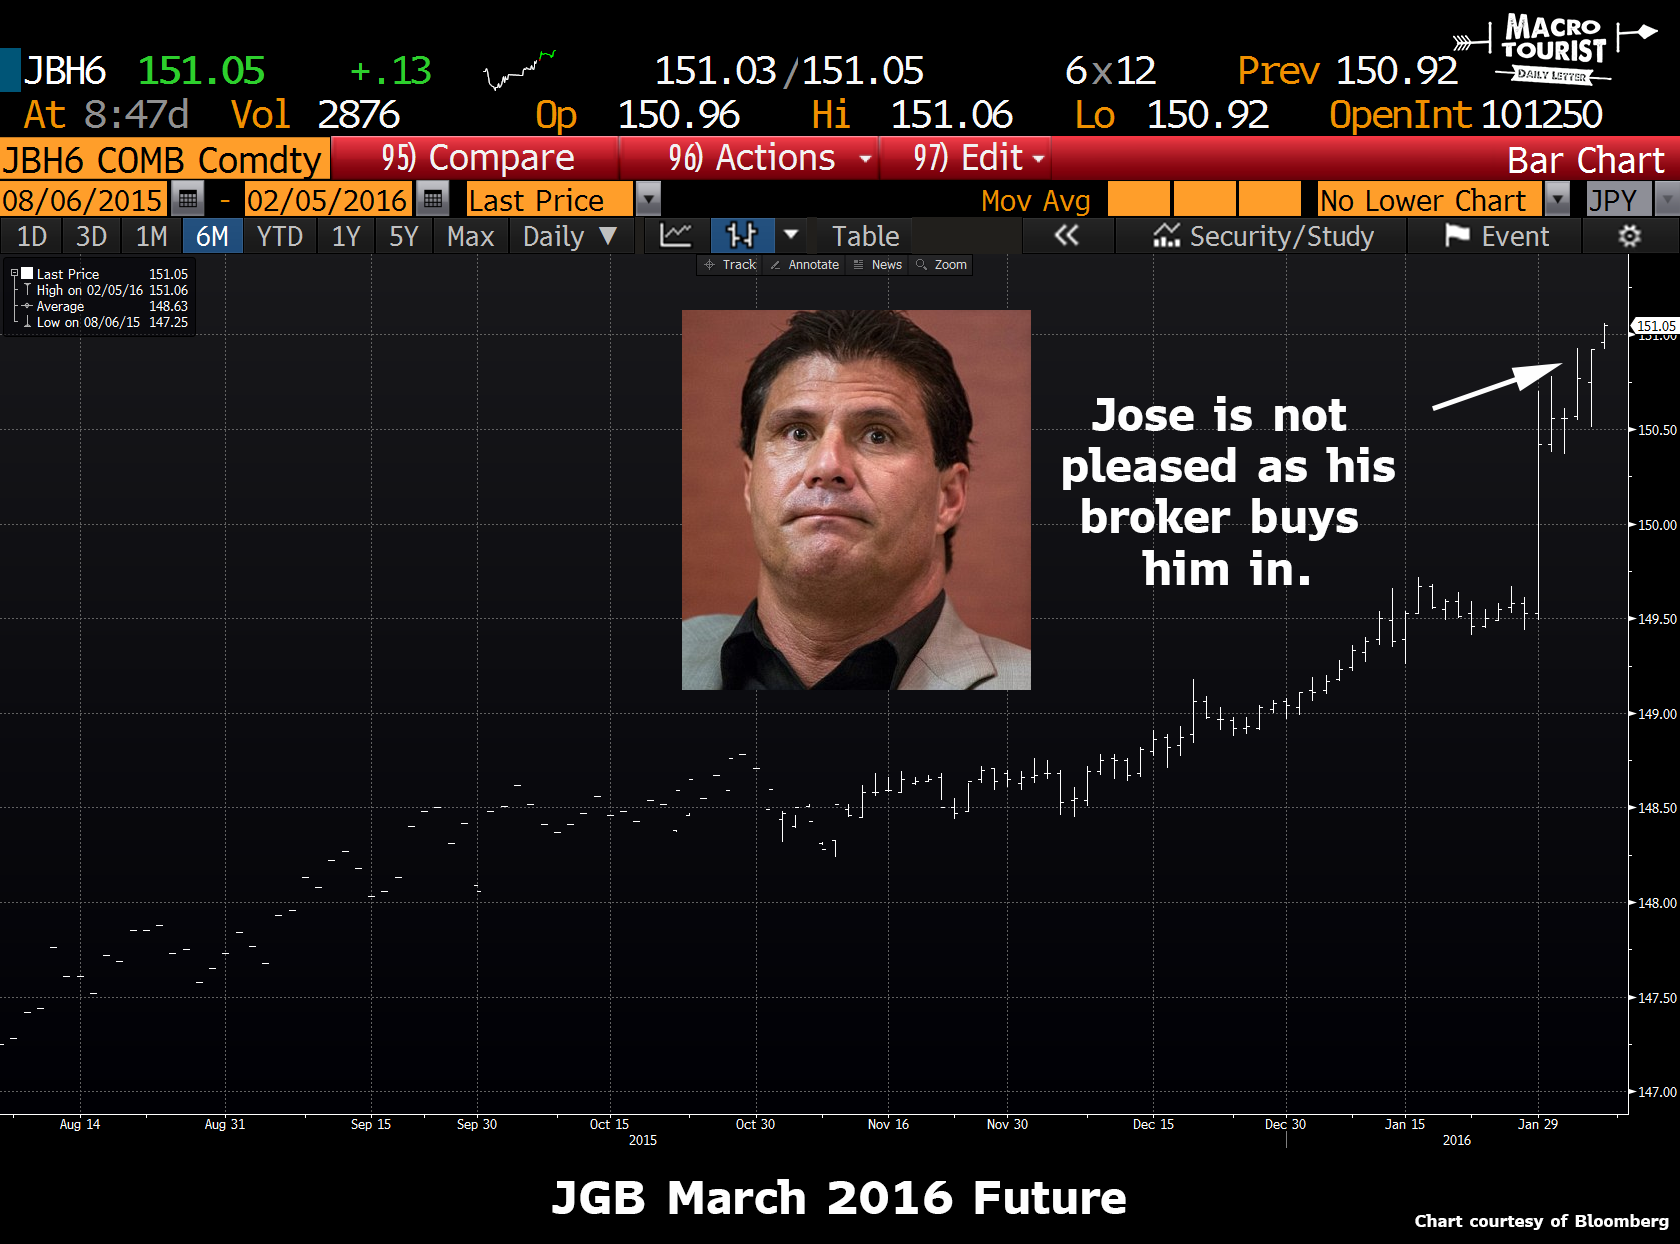 MACRO
TOURIST
DAILY LETTER
JBH6 151.05 +.13 151.03/151.05 6x12 Prev 150.92
At 8:47d Vol 2876 Op 150.96 Hi 151.06 Lo 150.92 OpenInt 101250
JBH6 COMB Comdty 95) Compare 96) Actions 97) Edit Bar Chart
08/06/2015 - 02/05/2016 Last Price Mov Avg No Lower Chart JPY
1D 3D 1M 6M YTD 1Y 5Y Max Daily ▼ Table « Security/Study Event
Track Annotate News Zoom
Last Price 151.05
High on 02/05/16 151.06
Average 148.63
Low on 08/06/15 147.25
151.05
151.00
Jose is not
pleased as his
broker buys
him in.
150.50
150.00
149.50
149.00
148.50
148.00
147.50
147.00
Aug 14 Aug 31 Sep 15 Sep 30 Oct 15 Oct 30 Nov 16 Nov 30 Dec 15 Dec 30 Jan 15 Jan 29
2015 2016
JGB March 2016 Future
Chart courtesy of Bloomberg